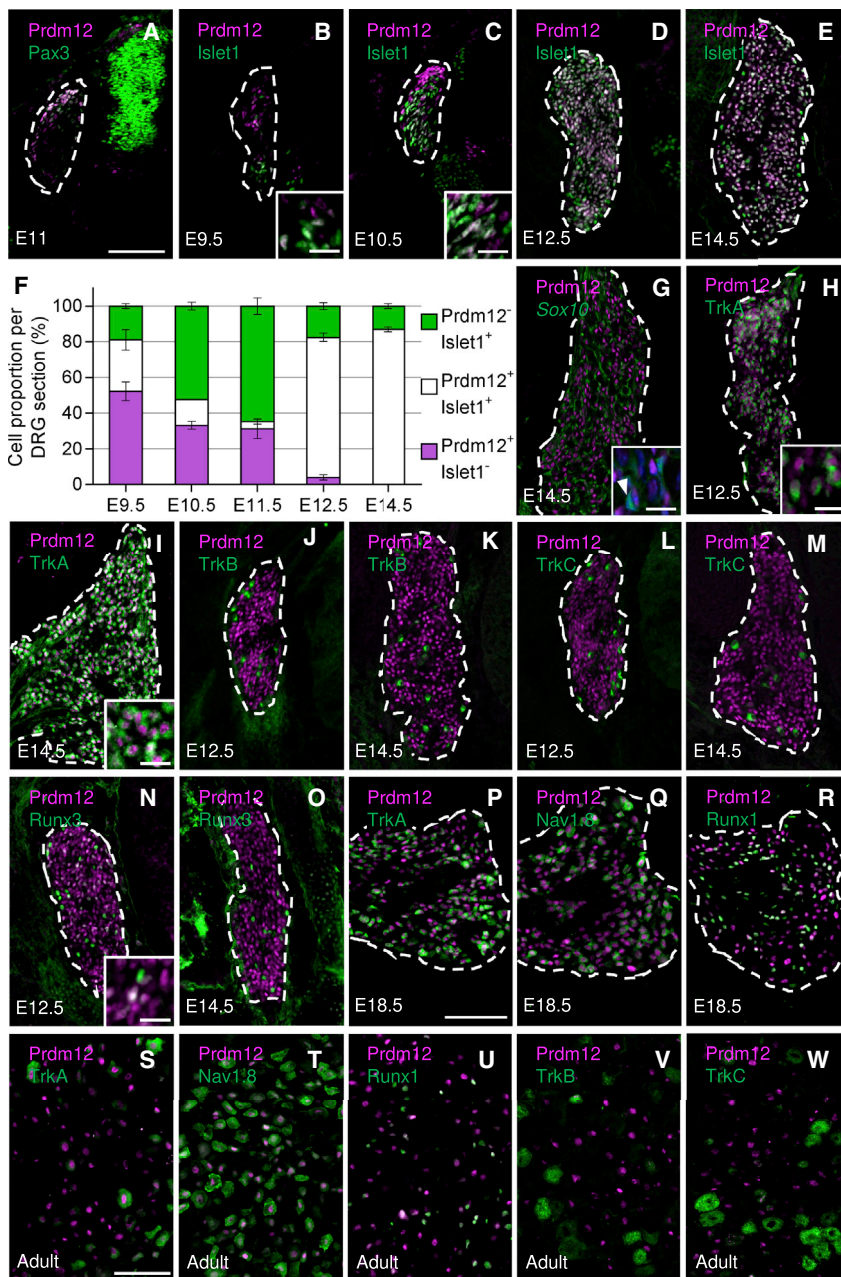 Prdm12 A
Pax3
E11
Prdm12 B
Islet1
E9.5
Prdm12 C
Islet1
E10.5
Prdm12 D
Islet1
E12.5
Prdm12 E
Islet1
E14.5
F
Cell proportion per
DRG section (%)
100
80
60
40
20
0
E9.5 E10.5 E11.5 E12.5 E14.5
Prdm12⁻
Islet1⁺
Prdm12⁺
Islet1⁺
Prdm12⁺
Islet1⁻
Prdm12 G
Sox10
E14.5
Prdm12 H
TrkA
E12.5
Prdm12 I
TrkA
E14.5
Prdm12 J
TrkB
E12.5
Prdm12 K
TrkB
E14.5
Prdm12 L
TrkC
E12.5
Prdm12 M
TrkC
E14.5
Prdm12 N
Runx3
E12.5
Prdm12 O
Runx3
E14.5
Prdm12 P
TrkA
E18.5
Prdm12 Q
Nav1.8
E18.5
Prdm12 R
Runx1
E18.5
Prdm12 S
TrkA
Adult
Prdm12 T
Nav1.8
Adult
Prdm12 U
Runx1
Adult
Prdm12 V
TrkB
Adult
Prdm12 W
TrkC
Adult